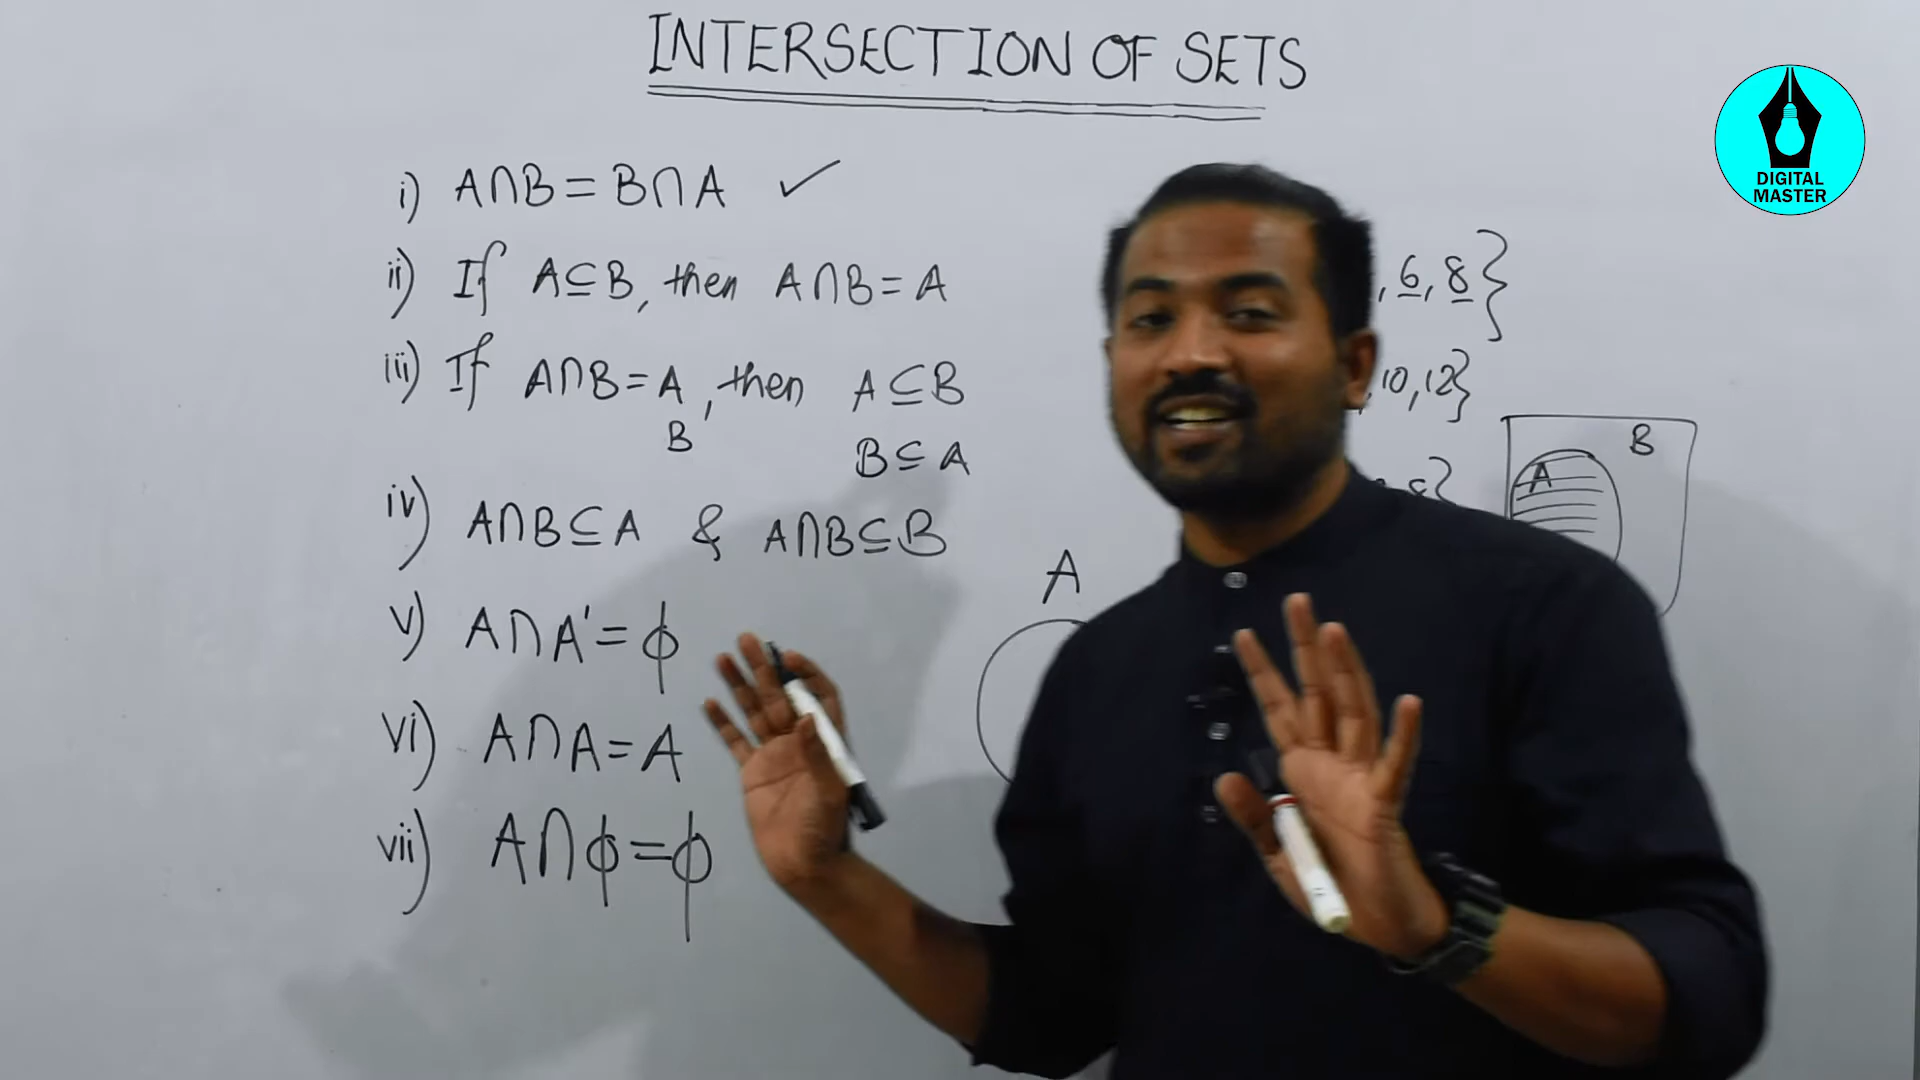 INTERSECTION OF SETS
DIGITAL
MASTER
i) A∩B = B∩A ✓
ii) If A⊆B, then A∩B = A
iii) If A∩B = A, then A⊆B
B
B⊆A
iv) A∩B⊆A & A∩B⊆B
v) A∩A' = ϕ
vi) A∩A = A
vii) A∩ϕ = ϕ
, 6, 8}
, 10, 12}
B
A
A